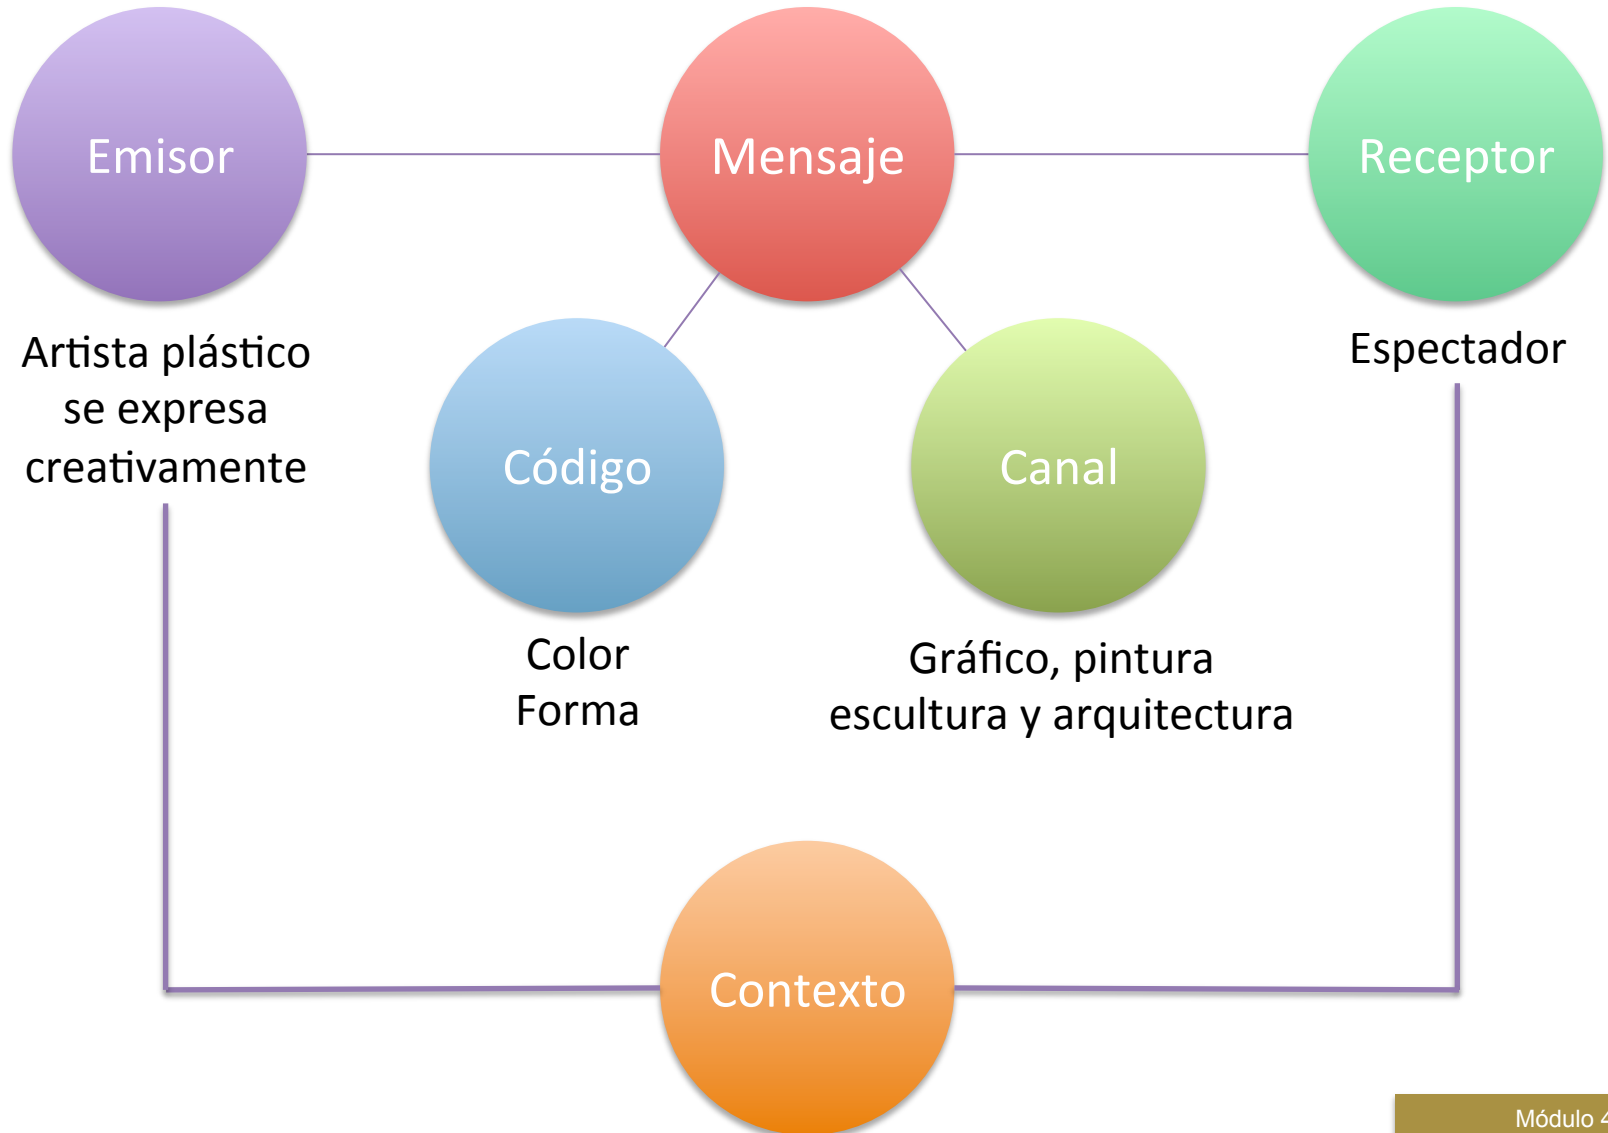 Emisor
Mensaje
Receptor
Artista plástico
se expresa
creativamente
Espectador
Código
Canal
Color
Forma
Gráfico, pintura
escultura y arquitectura
Contexto
Módulo 4